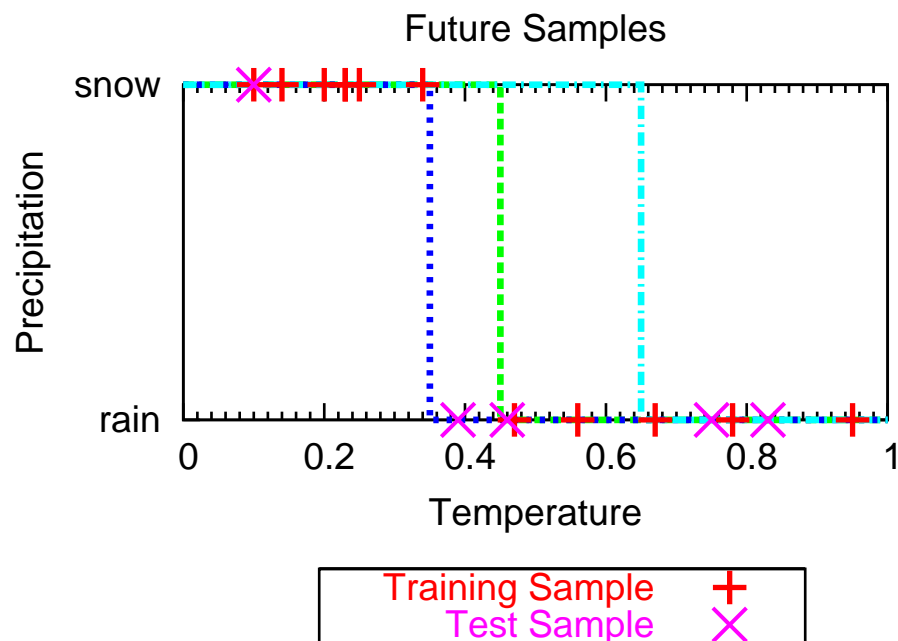 Future Samples
snow
Precipitation
rain
0 0.2 0.4 0.6 0.8 1
Temperature
Training Sample
Test Sample